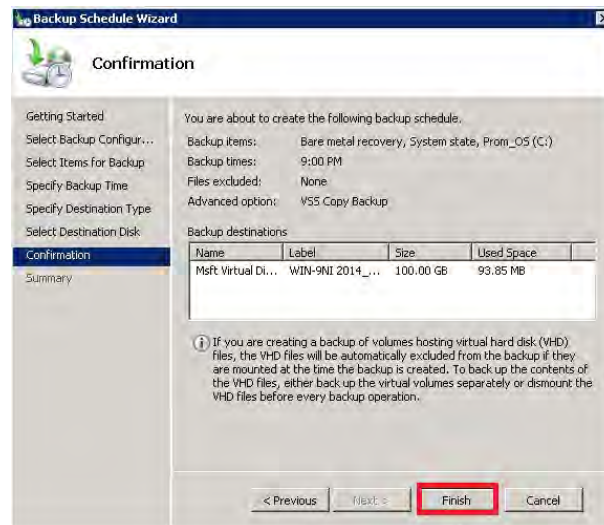 Backup Schedule Wizard
Confirmation
Getting Started
Select Backup Configur...
Select Items for Backup
Specify Backup Time
Specify Destination Type
Select Destination Disk
Confirmation
Summary
You are about to create the following backup schedule.
Backup items: Bare metal recovery, System state, Prom_OS (C:)
Backup times: 9:00 PM
Files excluded: None
Advanced option: VSS Copy Backup
Backup destinations
Name Label Size Used Space
Msft Virtual Di... WIN-9NI 2014_... 100.00 GB 93.85 MB
If you are creating a backup of volumes hosting virtual hard disk (VHD)
files, the VHD files will be automatically excluded from the backup if they
are mounted at the time the backup is created. To back up the contents of
the VHD files, either back up the virtual volumes separately or dismount the
VHD files before every backup operation.
< Previous Next > Finish Cancel